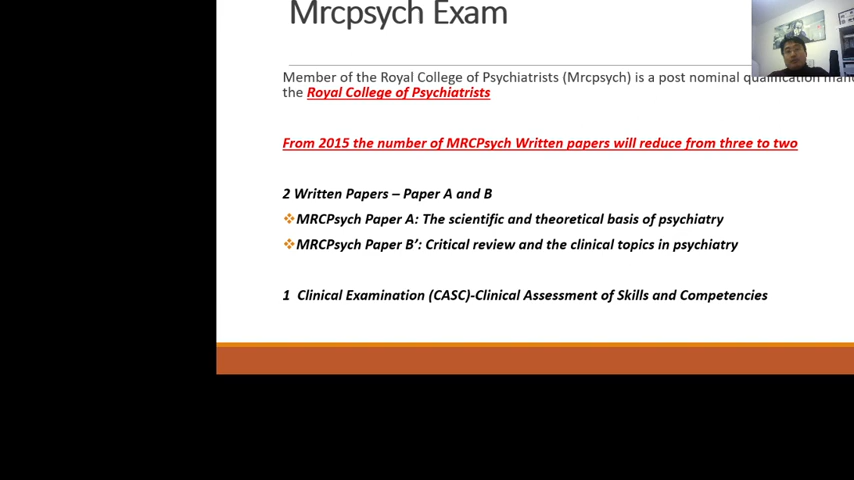 Mrcpsych Exam
Member of the Royal College of Psychiatrists (Mrcpsych) is a post nominal qualification
the Royal College of Psychiatrists
From 2015 the number of MRCPsych Written papers will reduce from three to two
2 Written Papers – Paper A and B
❖MRCPsych Paper A: The scientific and theoretical basis of psychiatry
❖MRCPsych Paper B’: Critical review and the clinical topics in psychiatry
1 Clinical Examination (CASC)-Clinical Assessment of Skills and Competencies